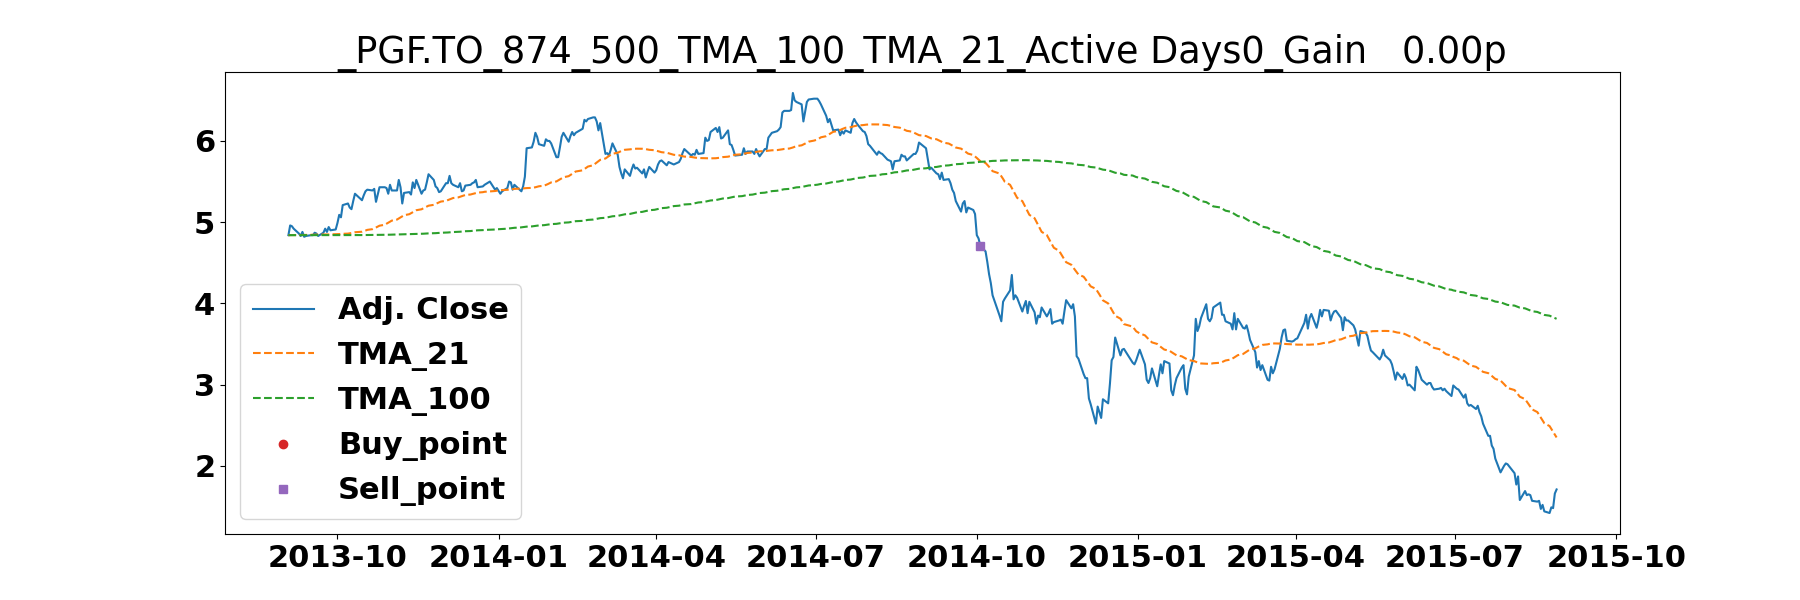 _PGF.TO_874_500_TMA_100_TMA_21_Active Days0_Gain   0.00p
6
5
4
3
2
Adj. Close
TMA_21
TMA_100
Buy_point
Sell_point
2013-10 2014-01 2014-04 2014-07 2014-10 2015-01 2015-04 2015-07 2015-10